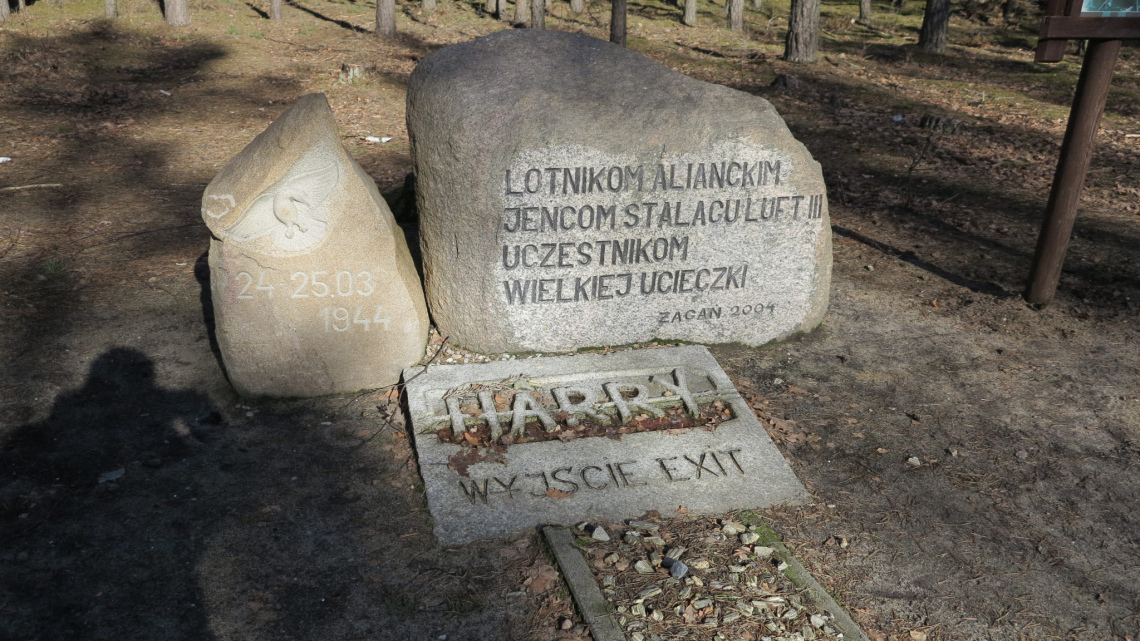 24-25.03
1944
LOTNIKOM ALIANCKIM
JEŃCOM STALAGU LUFT III
UCZESTNIKOM
WIELKIEJ UCIECZKI
ŻAGAŃ 2004
HARRY
WYJŚCIE EXIT